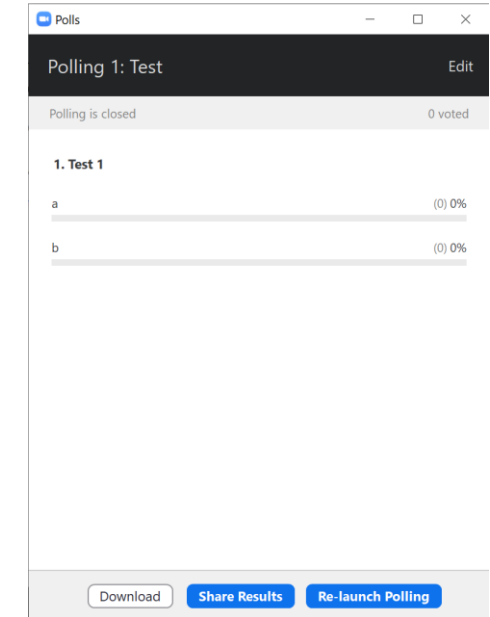 Polls
Polling 1: Test Edit
Polling is closed 0 voted
1. Test 1
a (0) 0%
b (0) 0%
Download Share Results Re-launch Polling